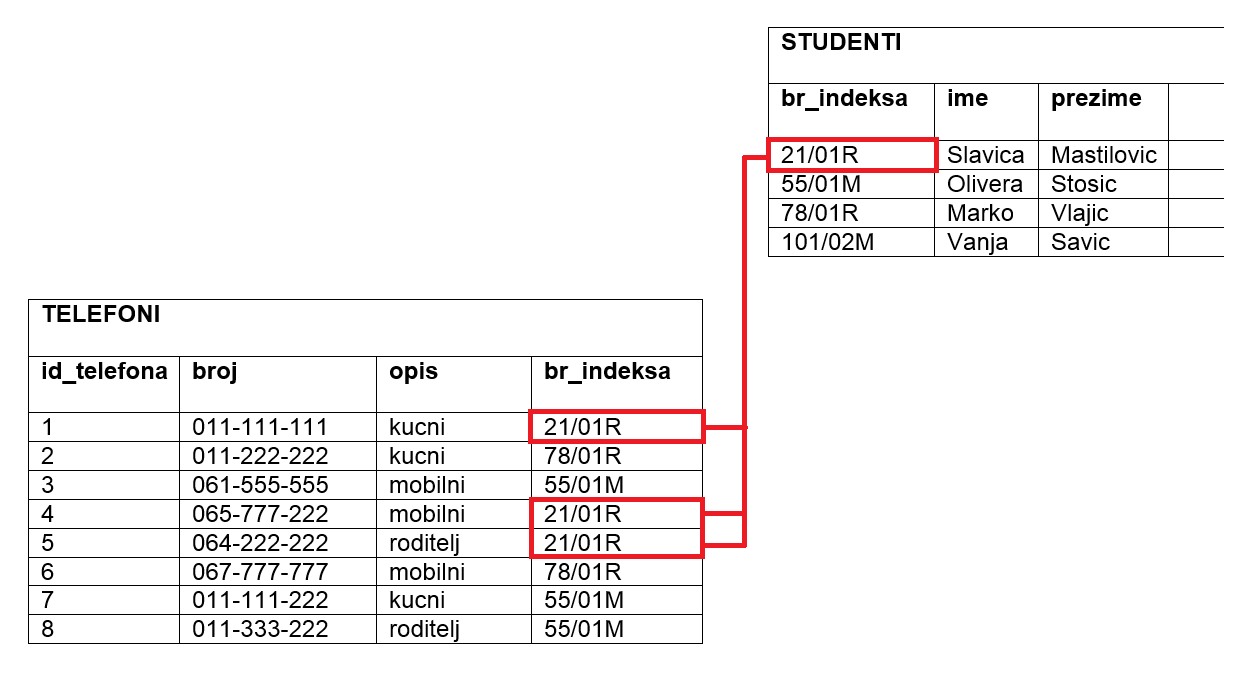 STUDENTI
br_indeksa ime prezime
21/01R Slavica Mastilovic
55/01M Olivera Stosic
78/01R Marko Vlajic
101/02M Vanja Savic
TELEFONI
id_telefona broj opis br_indeksa
1 011-111-111 kucni 21/01R
2 011-222-222 kucni 78/01R
3 061-555-555 mobilni 55/01M
4 065-777-222 mobilni 21/01R
5 064-222-222 roditelj 21/01R
6 067-777-777 mobilni 78/01R
7 011-111-222 kucni 55/01M
8 011-333-222 roditelj 55/01M